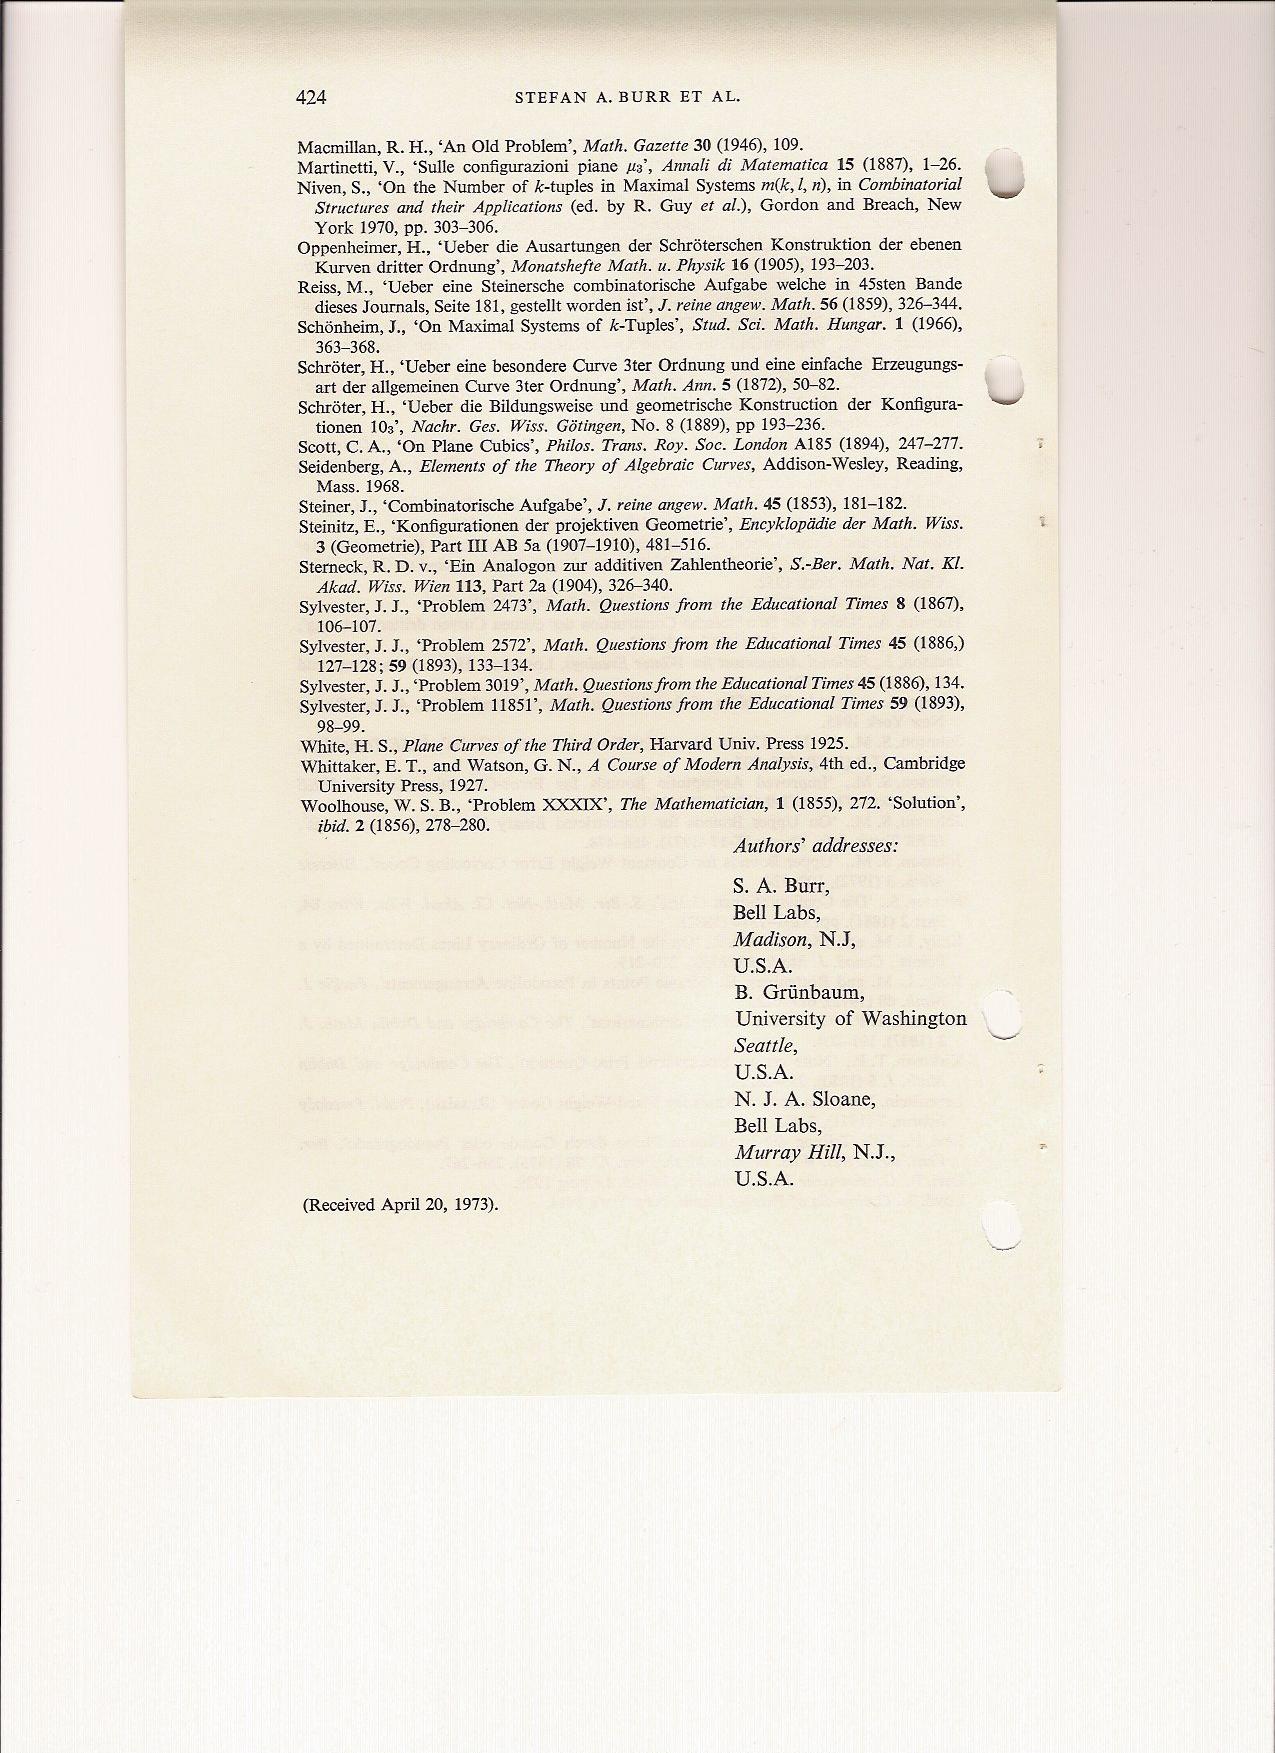 424 STEFAN A. BURR ET AL.
Macmillan, R. H., ‘An Old Problem’, Math. Gazette 30 (1946), 109.
Martinetti, V., ‘Sulle configurazioni piane μ₃’, Annali di Matematica 15 (1887), 1–26.
Niven, S., ‘On the Number of k-tuples in Maximal Systems m(k, l, n), in Combinatorial
Structures and their Applications (ed. by R. Guy et al.), Gordon and Breach, New
York 1970, pp. 303–306.
Oppenheimer, H., ‘Ueber die Ausartungen der Schröterschen Konstruktion der ebenen
Kurven dritter Ordnung’, Monatshefte Math. u. Physik 16 (1905), 193–203.
Reiss, M., ‘Ueber eine Steinersche combinatorische Aufgabe welche in 45sten Bande
dieses Journals, Seite 181, gestellt worden ist’, J. reine angew. Math. 56 (1859), 326–344.
Schönheim, J., ‘On Maximal Systems of k-Tuples’, Stud. Sci. Math. Hungar. 1 (1966),
363–368.
Schröter, H., ‘Ueber eine besondere Curve 3ter Ordnung und eine einfache Erzeugungs-
art der allgemeinen Curve 3ter Ordnung’, Math. Ann. 5 (1872), 50–82.
Schröter, H., ‘Ueber die Bildungsweise und geometrische Konstruction der Konfigura-
tionen 10₃’, Nachr. Ges. Wiss. Götingen, No. 8 (1889), pp 193–236.
Scott, C. A., ‘On Plane Cubics’, Philos. Trans. Roy. Soc. London A185 (1894), 247–277.
Seidenberg, A., Elements of the Theory of Algebraic Curves, Addison-Wesley, Reading,
Mass. 1968.
Steiner, J., ‘Combinatorische Aufgabe’, J. reine angew. Math. 45 (1853), 181–182.
Steinitz, E., ‘Konfigurationen der projektiven Geometrie’, Encyklopädie der Math. Wiss.
3 (Geometrie), Part III AB 5a (1907–1910), 481–516.
Sterneck, R. D. v., ‘Ein Analogon zur additiven Zahlentheorie’, S.-Ber. Math. Nat. Kl.
Akad. Wiss. Wien 113, Part 2a (1904), 326–340.
Sylvester, J. J., ‘Problem 2473’, Math. Questions from the Educational Times 8 (1867),
106–107.
Sylvester, J. J., ‘Problem 2572’, Math. Questions from the Educational Times 45 (1886,)
127–128; 59 (1893), 133–134.
Sylvester, J. J., ‘Problem 3019’, Math. Questions from the Educational Times 45 (1886), 134.
Sylvester, J. J., ‘Problem 11851’, Math. Questions from the Educational Times 59 (1893),
98–99.
White, H. S., Plane Curves of the Third Order, Harvard Univ. Press 1925.
Whittaker, E. T., and Watson, G. N., A Course of Modern Analysis, 4th ed., Cambridge
University Press, 1927.
Woolhouse, W. S. B., ‘Problem XXXIX’, The Mathematician, 1 (1855), 272. ‘Solution’,
ibid. 2 (1856), 278–280.
Authors’ addresses:
S. A. Burr,
Bell Labs,
Madison, N.J,
U.S.A.
B. Grünbaum,
University of Washington
Seattle,
U.S.A.
N. J. A. Sloane,
Bell Labs,
Murray Hill, N.J.,
U.S.A.
(Received April 20, 1973).